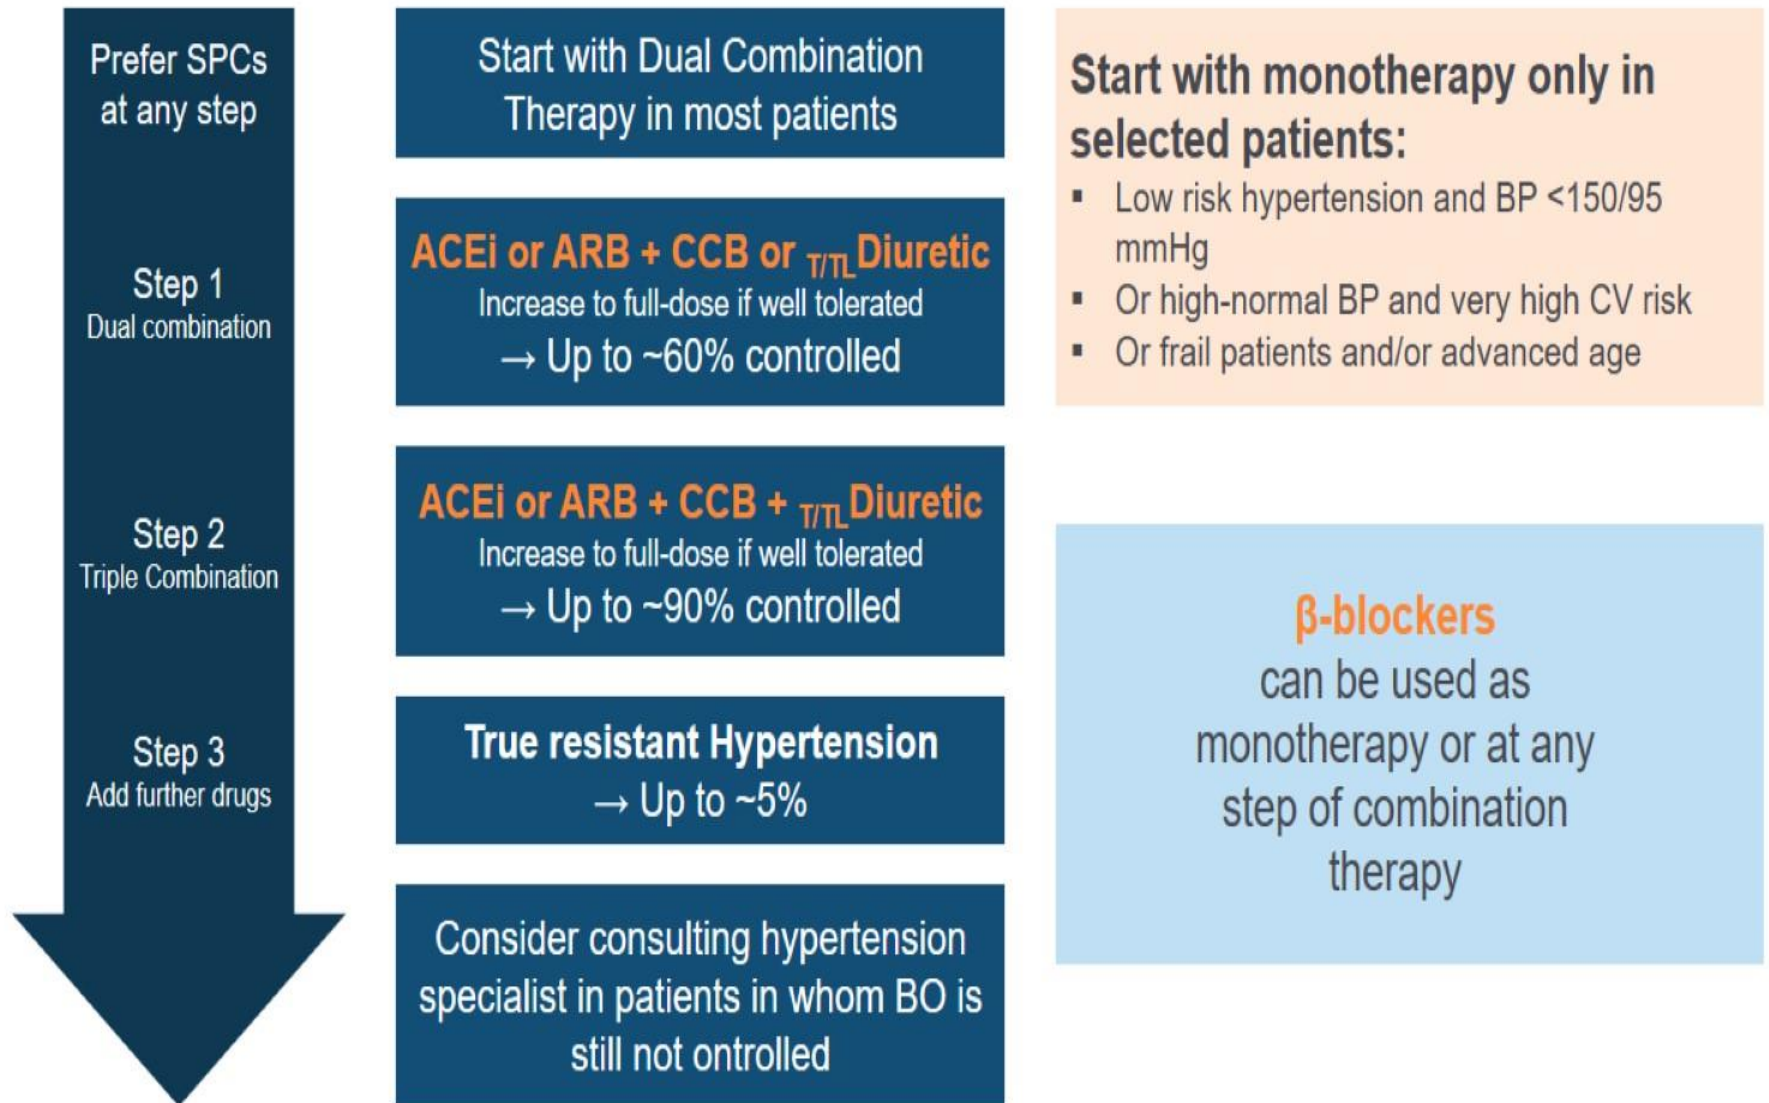 Prefer SPCs
at any step
Start with Dual Combination
Therapy in most patients
Start with monotherapy only in
selected patients:
▪ Low risk hypertension and BP <150/95
mmHg
▪ Or high-normal BP and very high CV risk
▪ Or frail patients and/or advanced age
Step 1
Dual combination
ACEi or ARB + CCB or T/TL Diuretic
Increase to full-dose if well tolerated
→ Up to ~60% controlled
Step 2
Triple Combination
ACEi or ARB + CCB + T/TL Diuretic
Increase to full-dose if well tolerated
→ Up to ~90% controlled
β-blockers
can be used as
monotherapy or at any
step of combination
therapy
Step 3
Add further drugs
True resistant Hypertension
→ Up to ~5%
Consider consulting hypertension
specialist in patients in whom BO is
still not ontrolled